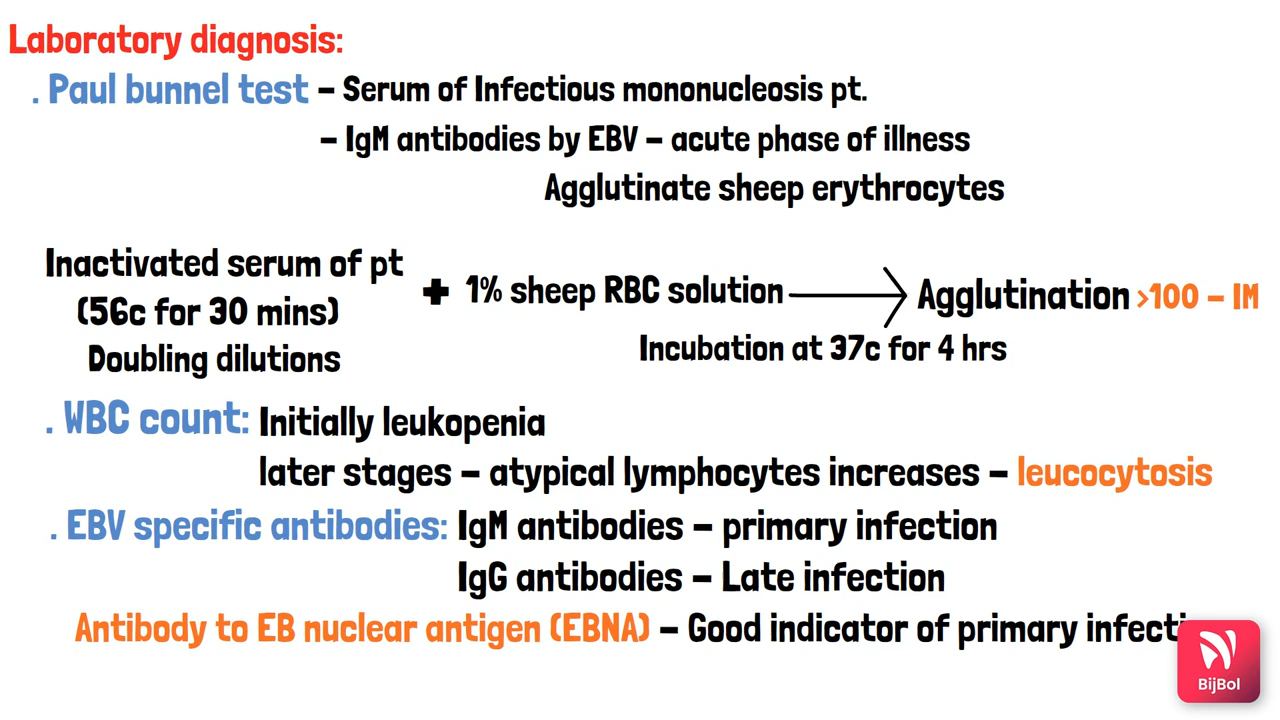 Laboratory diagnosis:
. Paul bunnel test – Serum of Infectious mononucleosis pt.
– IgM antibodies by EBV – acute phase of illness
Agglutinate sheep erythrocytes
Inactivated serum of pt
(56c for 30 mins)
Doubling dilutions
+ 1% sheep RBC solution
Incubation at 37c for 4 hrs
Agglutination >100 – IM
. WBC count: Initially leukopenia
later stages – atypical lymphocytes increases – leucocytosis
. EBV specific antibodies: IgM antibodies – primary infection
IgG antibodies – Late infection
Antibody to EB nuclear antigen (EBNA) – Good indicator of primary
BijBol